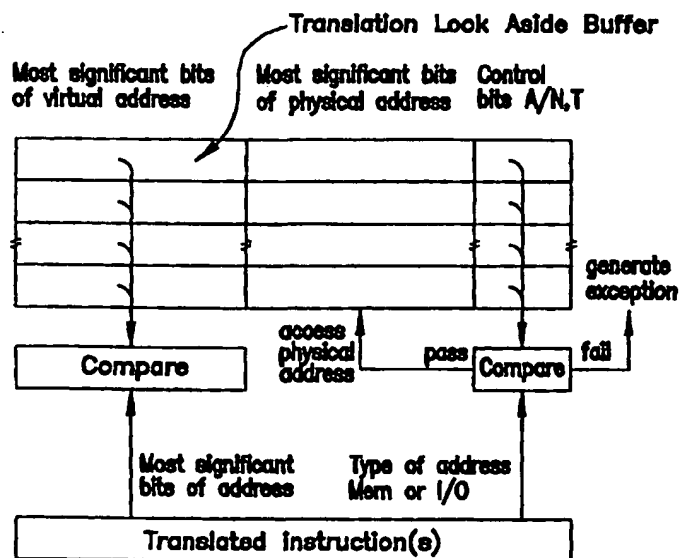 Translation Look Aside Buffer
Most significant bits
of virtual address
Most significant bits
of physical address
Control
bits A/N,T
generate
exception
access
physical
address
pass
fail
Compare
Compare
Most significant
bits of address
Type of address
Mem or I/O
Translated instruction(s)